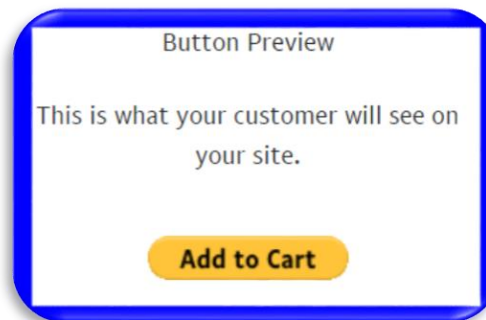 Button Preview
This is what your customer will see on
your site.
Add to Cart